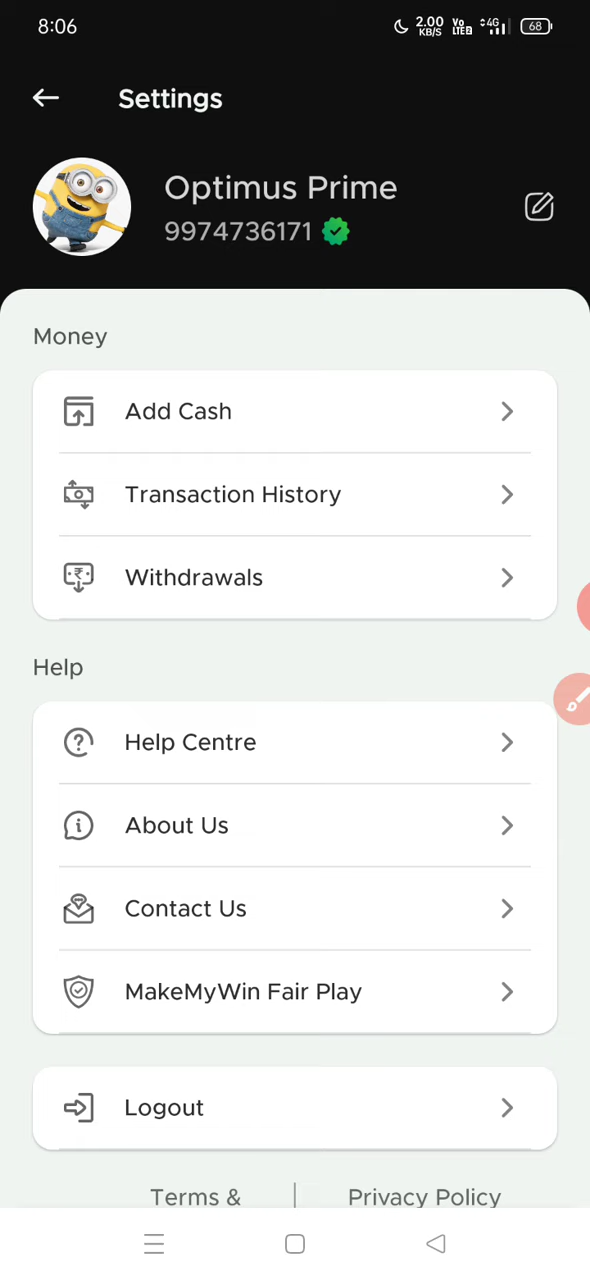 8:06
2.00
KB/S
Vo
LTE2
4G
68
Settings
Optimus Prime
9974736171
Money
Add Cash
Transaction History
Withdrawals
Help
Help Centre
About Us
Contact Us
MakeMyWin Fair Play
Logout
Terms & | Privacy Policy